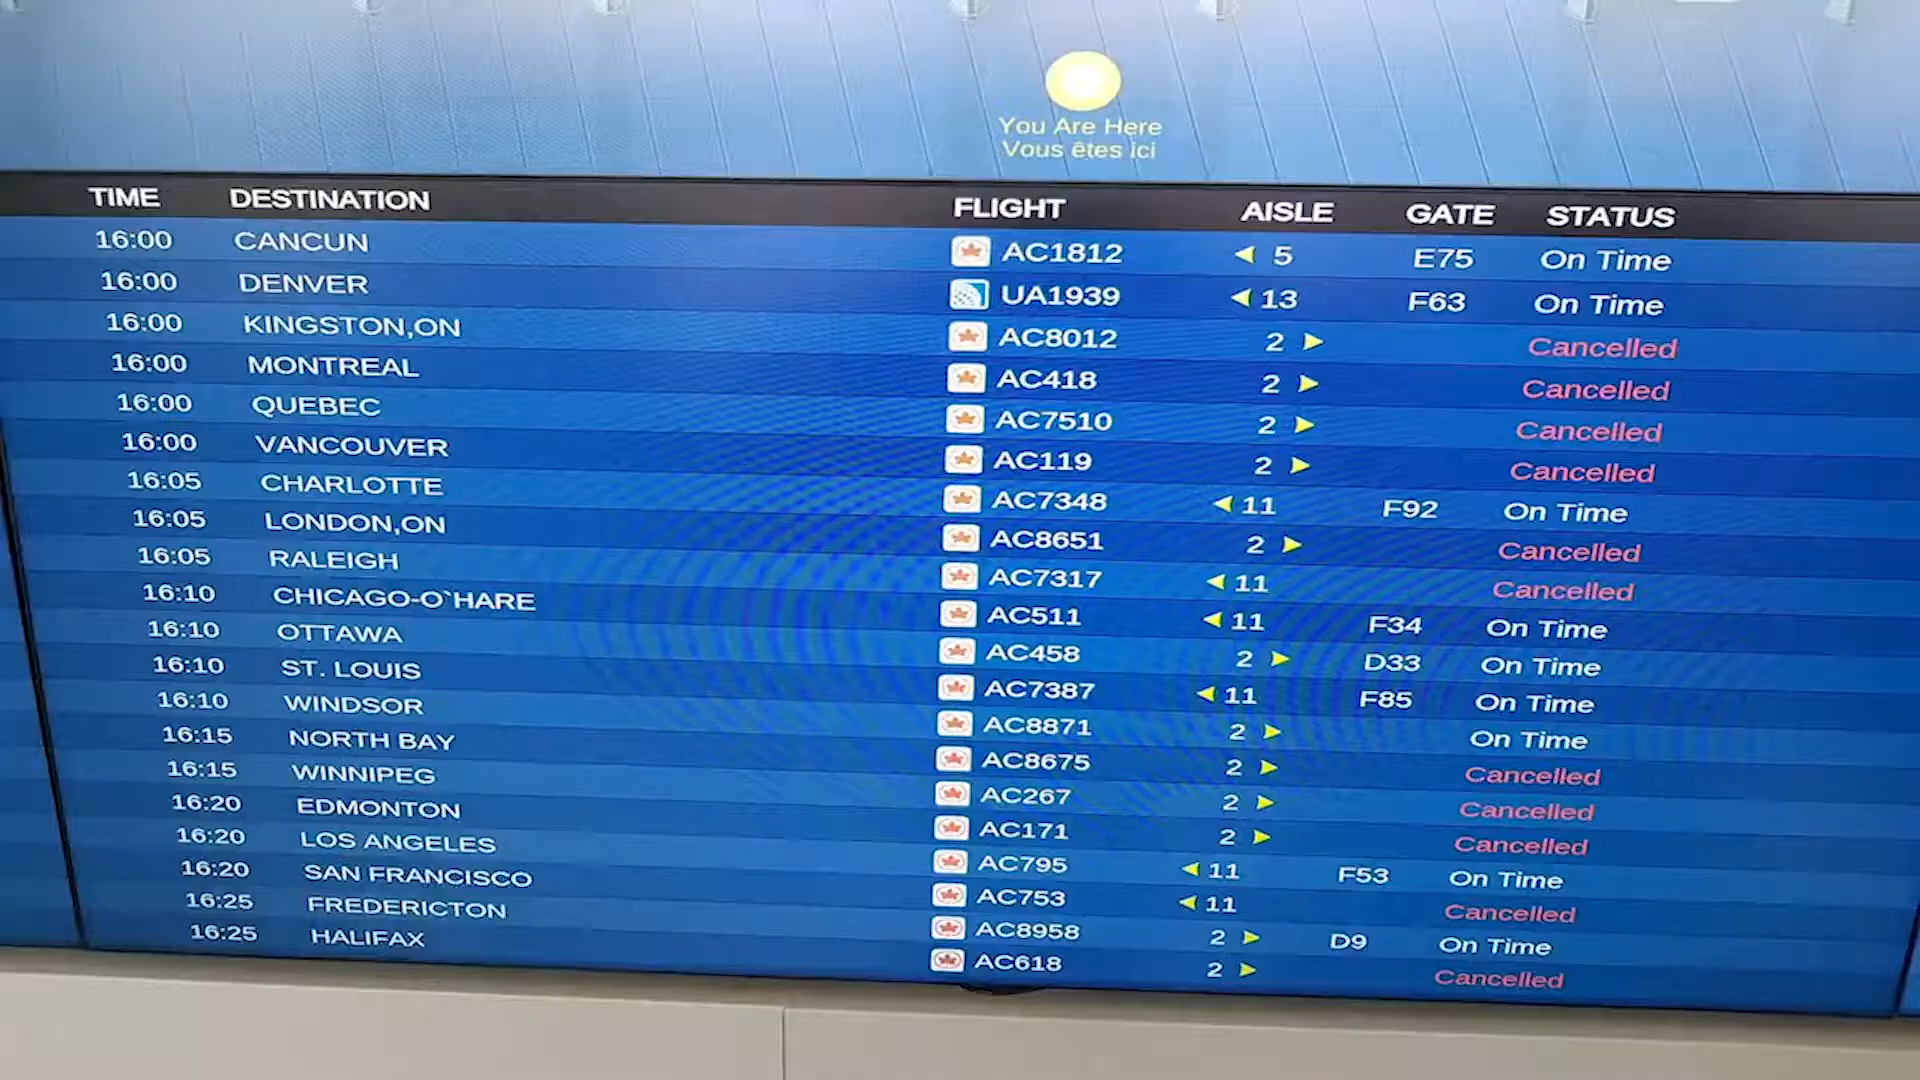 You Are Here
Vous êtes ici
TIME DESTINATION FLIGHT AISLE GATE STATUS
16:00 CANCUN AC1812 5 E75 On Time
16:00 DENVER UA1939 13 F63 On Time
16:00 KINGSTON,ON AC8012 2 Cancelled
16:00 MONTREAL AC418 2 Cancelled
16:00 QUEBEC AC7510 2 Cancelled
16:00 VANCOUVER AC119 2 Cancelled
16:05 CHARLOTTE AC7348 11 F92 On Time
16:05 LONDON,ON AC8651 2 Cancelled
16:05 RALEIGH AC7317 11 Cancelled
16:10 CHICAGO-O`HARE AC511 11 F34 On Time
16:10 OTTAWA AC458 2 D33 On Time
16:10 ST. LOUIS AC7387 11 F85 On Time
16:10 WINDSOR AC8871 2 On Time
16:15 NORTH BAY AC8675 2 Cancelled
16:15 WINNIPEG AC267 2 Cancelled
16:20 EDMONTON AC171 2 Cancelled
16:20 LOS ANGELES AC795 11 F53 On Time
16:20 SAN FRANCISCO AC753 11 Cancelled
16:25 FREDERICTON AC8958 2 D9 On Time
16:25 HALIFAX AC618 2 Cancelled